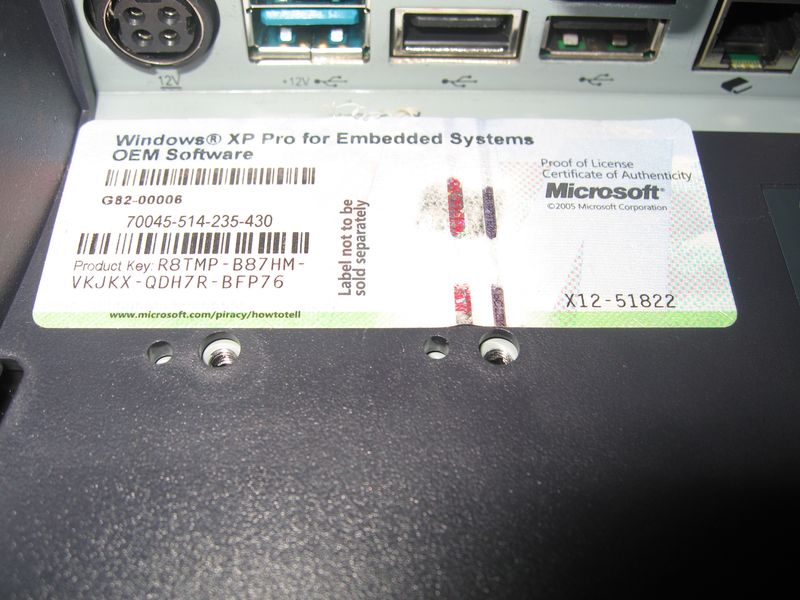 12V
+12V
Windows® XP Pro for Embedded Systems
OEM Software
G82-00006
70045-514-235-430
Product Key: R8TMP-B87HM-
VKJKX-QDH7R-BFP76
www.microsoft.com/piracy/howtotell
Label not to be
sold separately
Proof of License
Certificate of Authenticity
Microsoft®
©2005 Microsoft Corporation
X12-51822